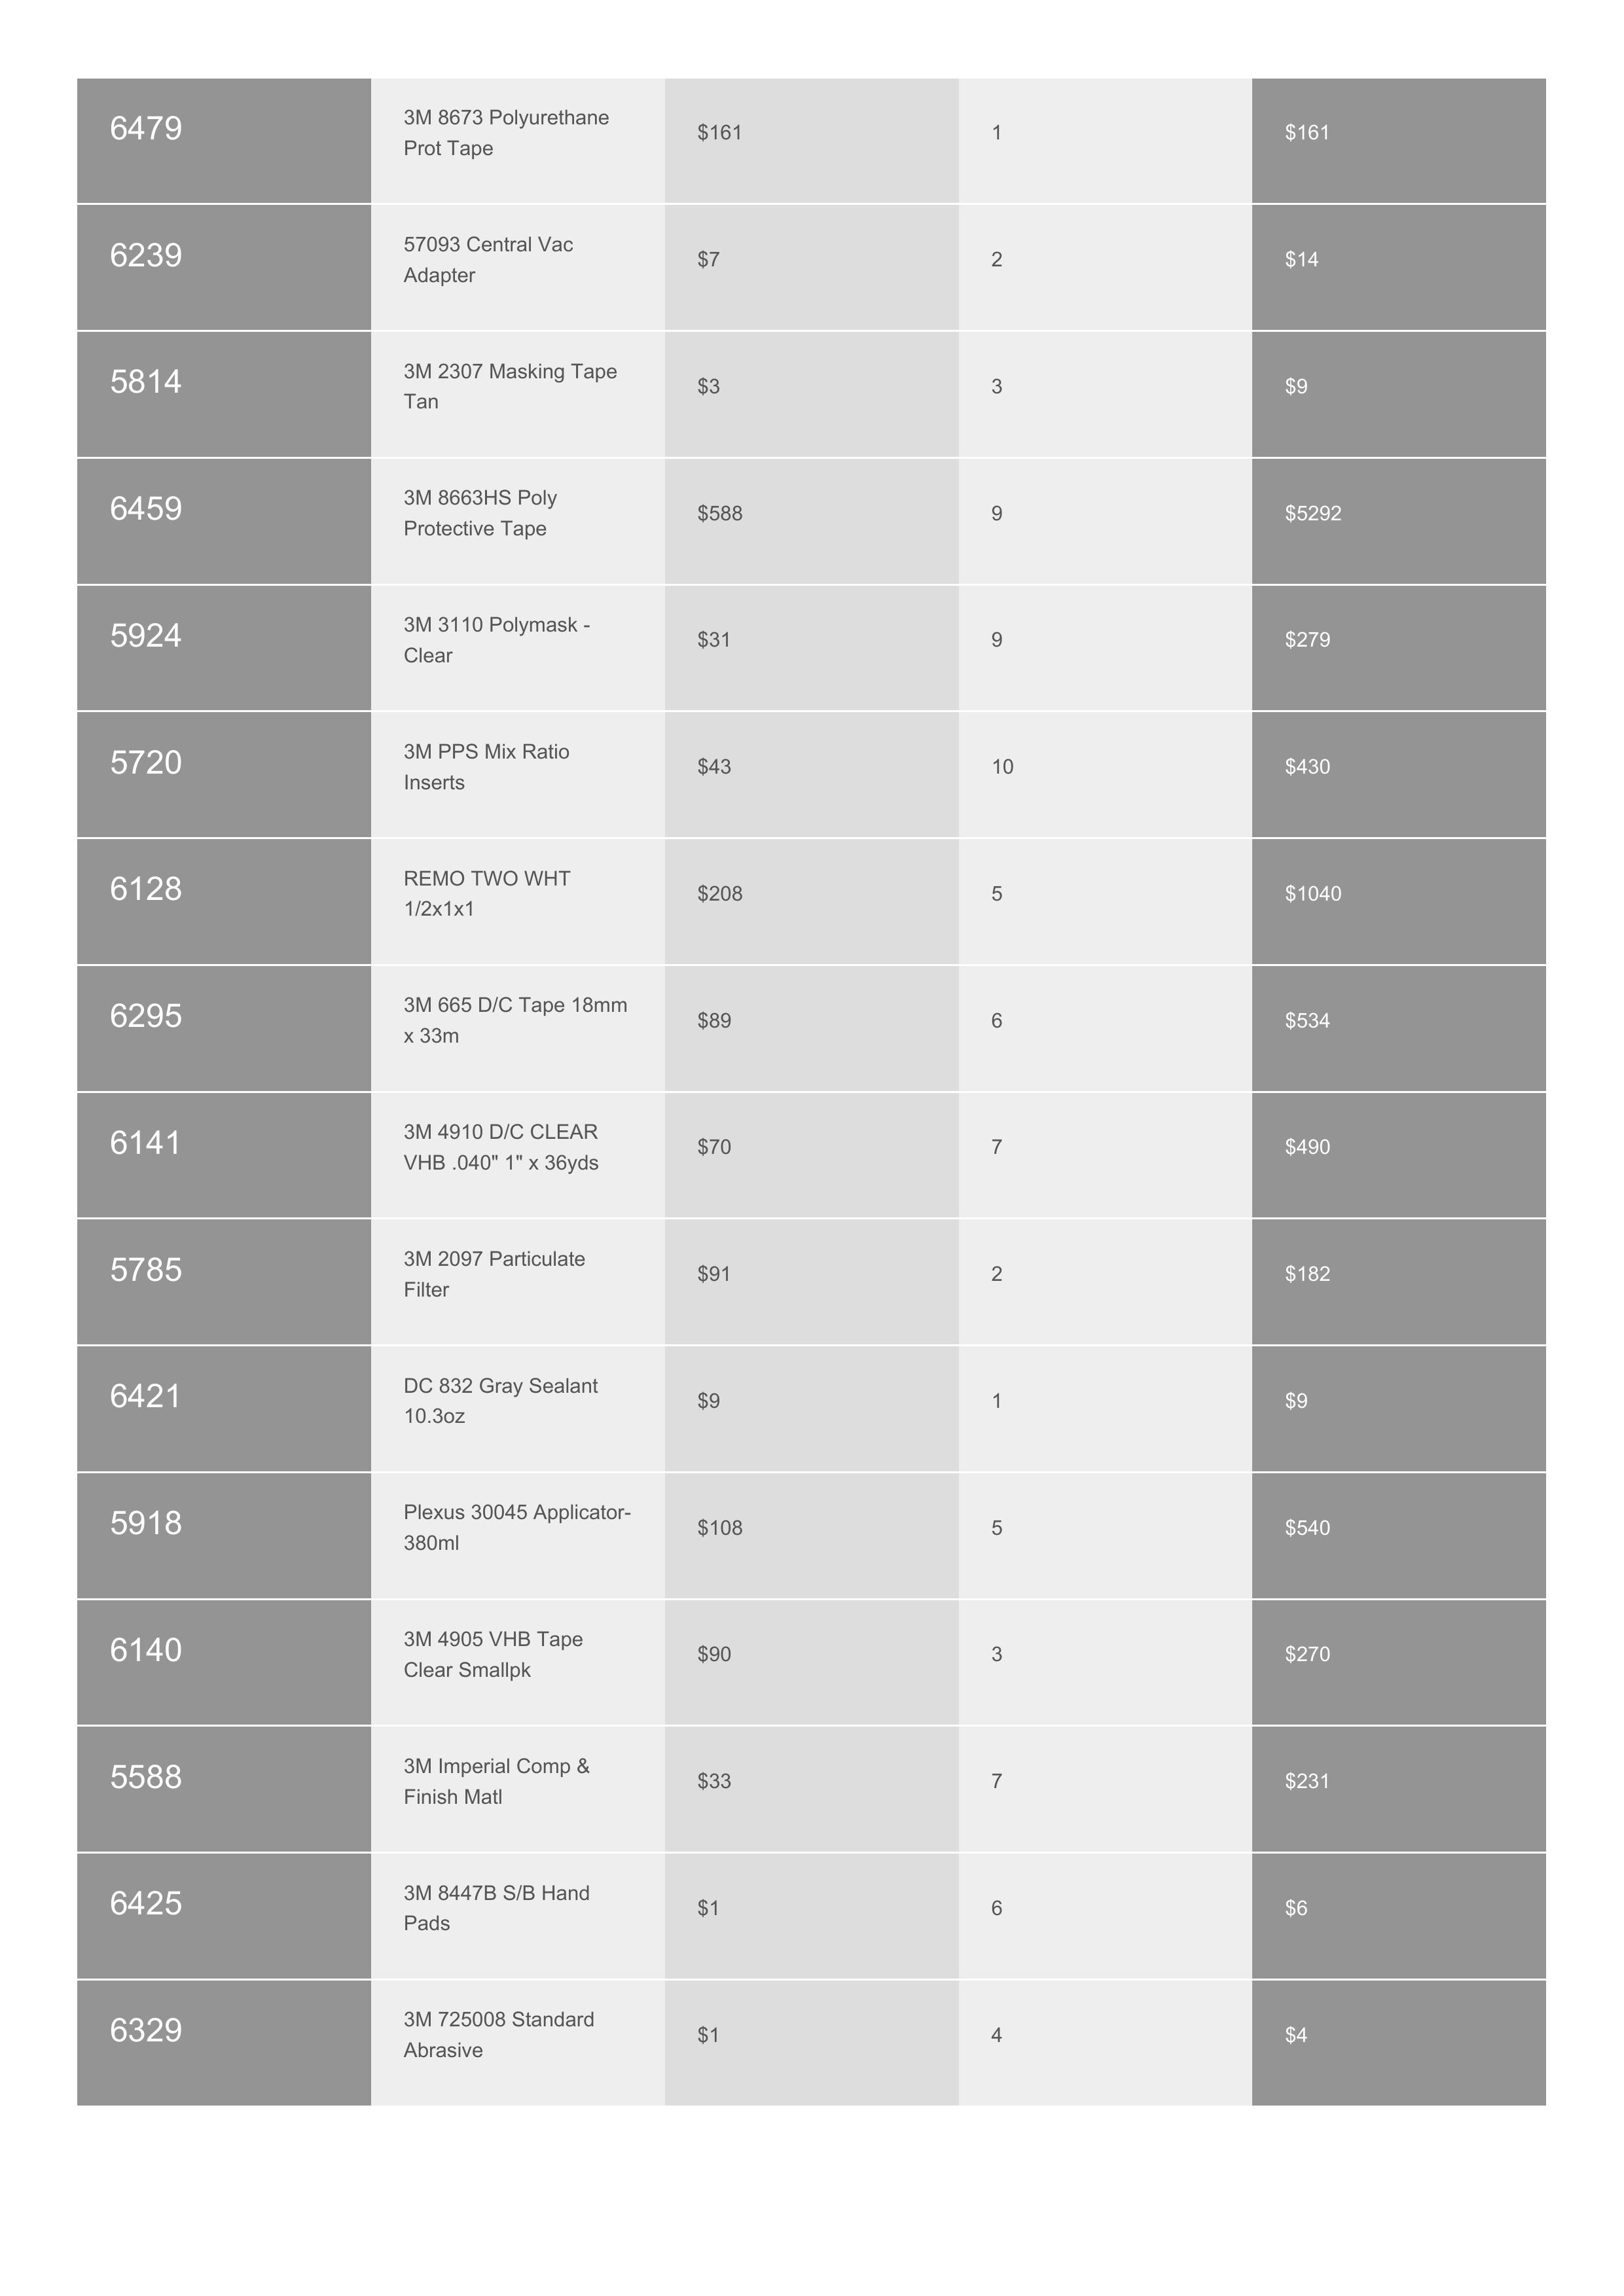 6479
3M 8673 Polyurethane
Prot Tape
$161
1
$161
6239
57093 Central Vac
Adapter
$7
2
$14
5814
3M 2307 Masking Tape
Tan
$3
3
$9
6459
3M 8663HS Poly
Protective Tape
$588
9
$5292
5924
3M 3110 Polymask -
Clear
$31
9
$279
5720
3M PPS Mix Ratio
Inserts
$43
10
$430
6128
REMO TWO WHT
1/2x1x1
$208
5
$1040
6295
3M 665 D/C Tape 18mm
x 33m
$89
6
$534
6141
3M 4910 D/C CLEAR
VHB .040" 1" x 36yds
$70
7
$490
5785
3M 2097 Particulate
Filter
$91
2
$182
6421
DC 832 Gray Sealant
10.3oz
$9
1
$9
5918
Plexus 30045 Applicator-
380ml
$108
5
$540
6140
3M 4905 VHB Tape
Clear Smallpk
$90
3
$270
5588
3M Imperial Comp &
Finish Matl
$33
7
$231
6425
3M 8447B S/B Hand
Pads
$1
6
$6
6329
3M 725008 Standard
Abrasive
$1
4
$4